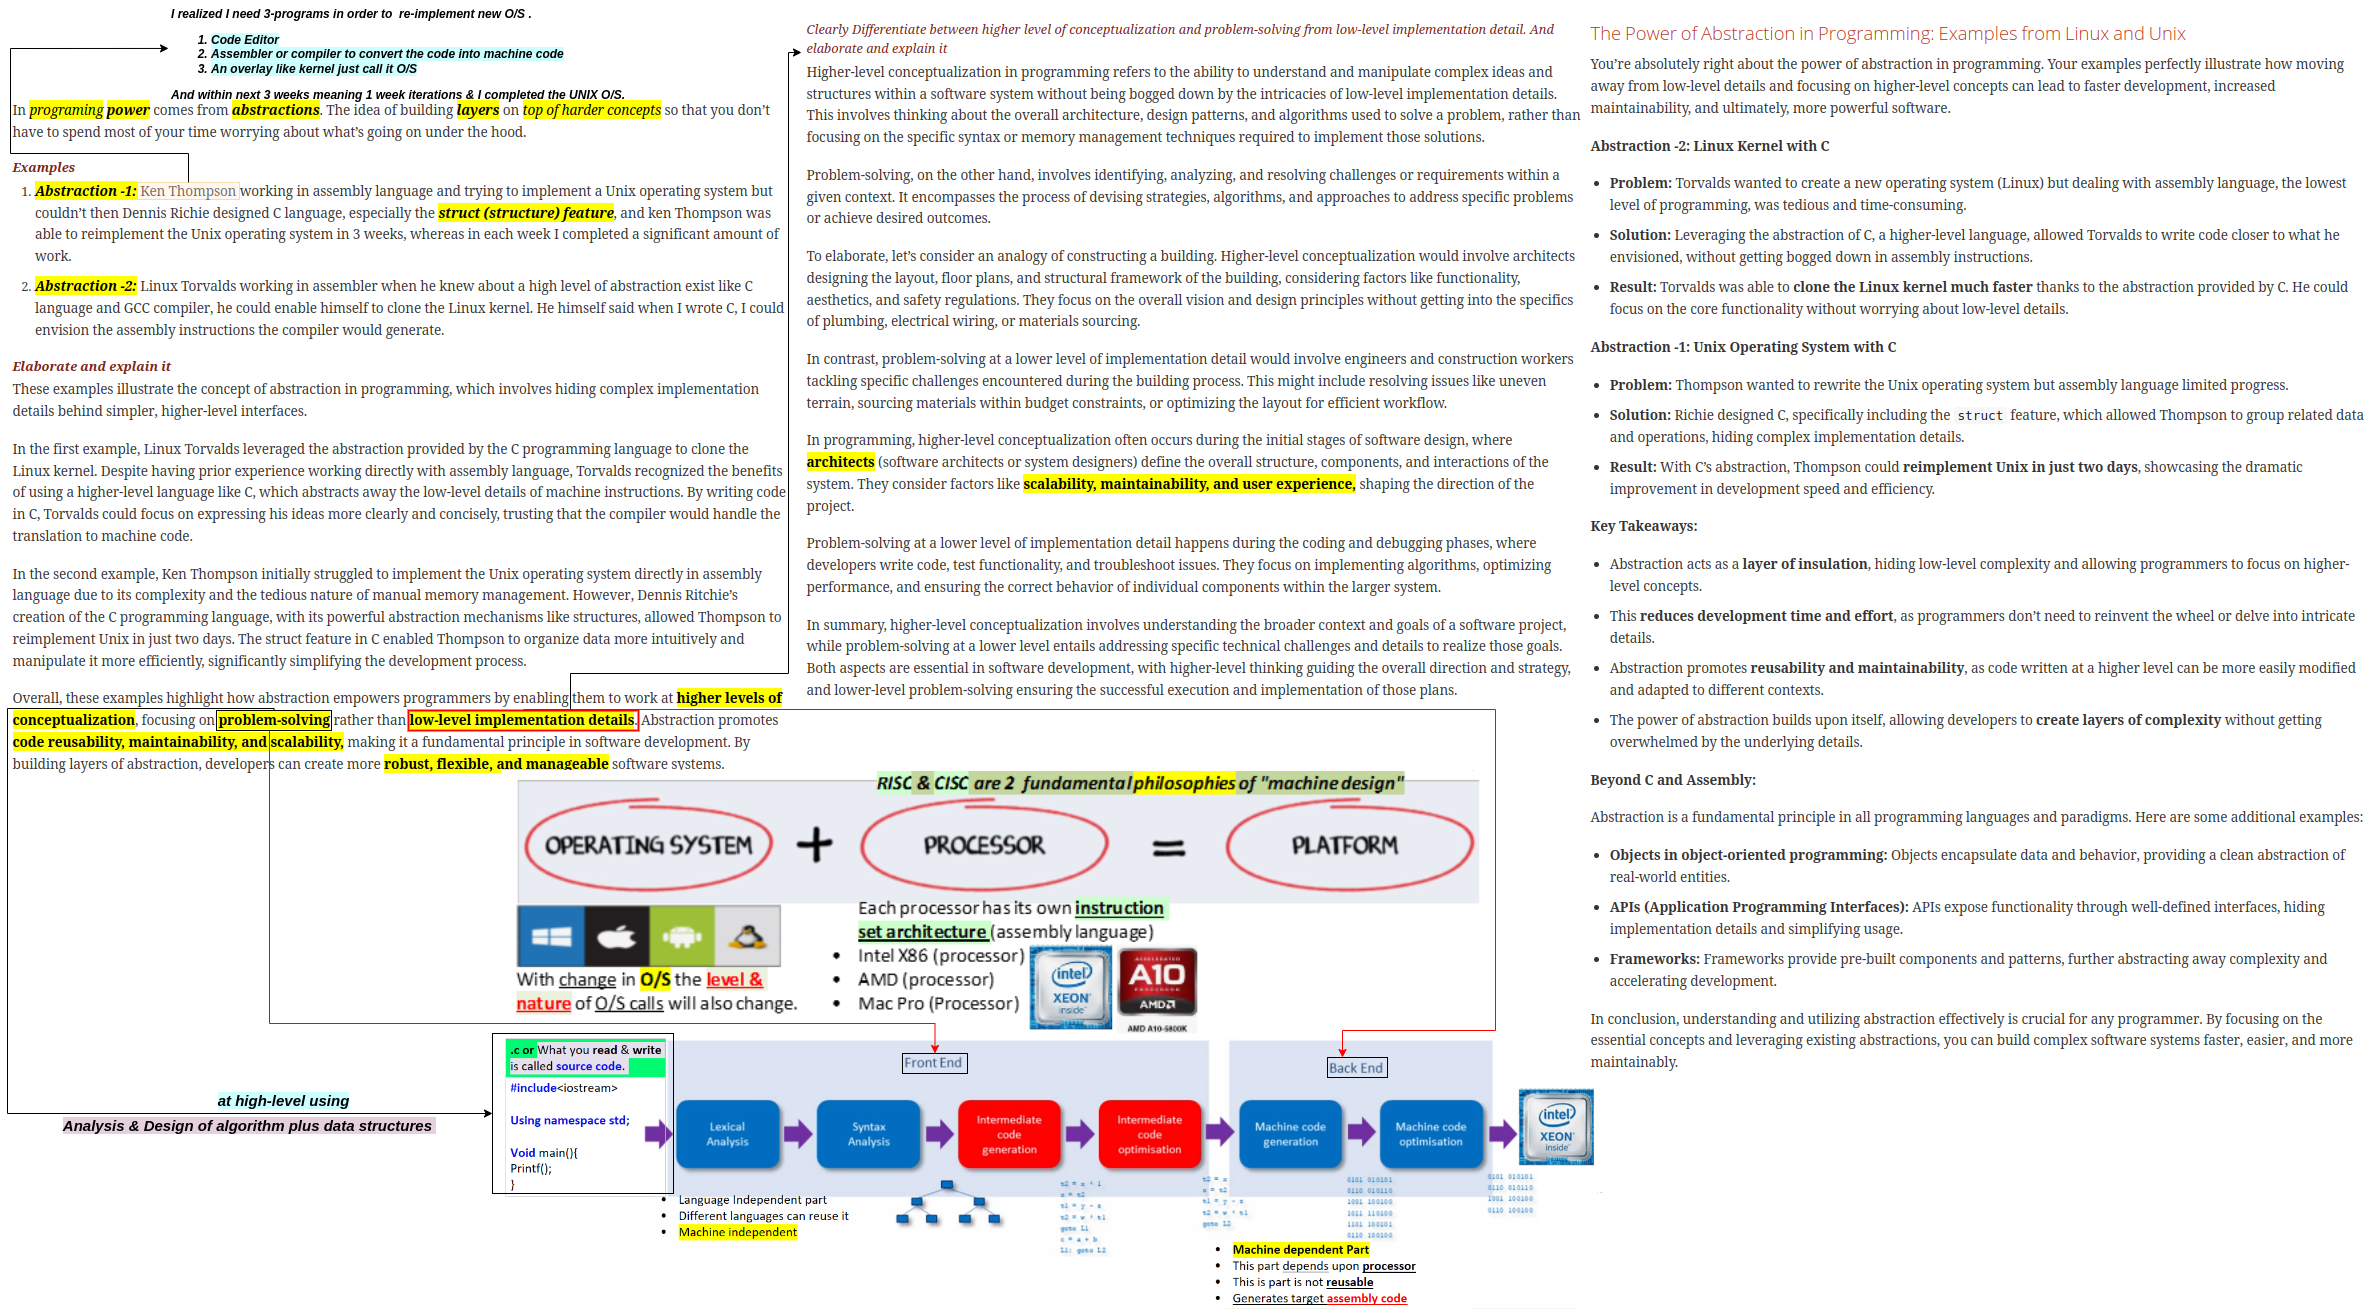 I realized I need 3-programs in order to re-implement new O/S .
1. Code Editor
2. Assembler or compiler to convert the code into machine code
3. An overlay like kernel just call it O/S
And within next 3 weeks meaning 1 week iterations & I completed the UNIX O/S.
In programing power comes from abstractions. The idea of building layers on top of harder concepts so that you don't
have to spend most of your time worrying about what's going on under the hood.
Examples
1. Abstraction -1: Ken Thompson working in assembly language and trying to implement a Unix operating system but
couldn't then Dennis Richie designed C language, especially the struct (structure) feature, and ken Thompson was
able to reimplement the Unix operating system in 3 weeks, whereas in each week I completed a significant amount of
work.
2. Abstraction -2: Linux Torvalds working in assembler when he knew about a high level of abstraction exist like C
language and GCC compiler, he could enable himself to clone the Linux kernel. He himself said when I wrote C, I could
envision the assembly instructions the compiler would generate.
Elaborate and explain it
These examples illustrate the concept of abstraction in programming, which involves hiding complex implementation
details behind simpler, higher-level interfaces.
In the first example, Linux Torvalds leveraged the abstraction provided by the C programming language to clone the
Linux kernel. Despite having prior experience working directly with assembly language, Torvalds recognized the benefits
of using a higher-level language like C, which abstracts away the low-level details of machine instructions. By writing code
in C, Torvalds could focus on expressing his ideas more clearly and concisely, trusting that the compiler would handle the
translation to machine code.
In the second example, Ken Thompson initially struggled to implement the Unix operating system directly in assembly
language due to its complexity and the tedious nature of manual memory management. However, Dennis Ritchie's
creation of the C programming language, with its powerful abstraction mechanisms like structures, allowed Thompson to
reimplement Unix in just two days. The struct feature in C enabled Thompson to organize data more intuitively and
manipulate it more efficiently, significantly simplifying the development process.
Overall, these examples highlight how abstraction empowers programmers by enabling them to work at higher levels of
conceptualization, focusing on problem-solving rather than low-level implementation details. Abstraction promotes
code reusability, maintainability, and scalability, making it a fundamental principle in software development. By
building layers of abstraction, developers can create more robust, flexible, and manageable software systems.
Clearly Differentiate between higher level of conceptualization and problem-solving from low-level implementation detail. And
elaborate and explain it
Higher-level conceptualization in programming refers to the ability to understand and manipulate complex ideas and
structures within a software system without being bogged down by the intricacies of low-level implementation details.
This involves thinking about the overall architecture, design patterns, and algorithms used to solve a problem, rather than
focusing on the specific syntax or memory management techniques required to implement those solutions.
Problem-solving, on the other hand, involves identifying, analyzing, and resolving challenges or requirements within a
given context. It encompasses the process of devising strategies, algorithms, and approaches to address specific problems
or achieve desired outcomes.
To elaborate, let's consider an analogy of constructing a building. Higher-level conceptualization would involve architects
designing the layout, floor plans, and structural framework of the building, considering factors like functionality,
aesthetics, and safety regulations. They focus on the overall vision and design principles without getting into the specifics
of plumbing, electrical wiring, or materials sourcing.
In contrast, problem-solving at a lower level of implementation detail would involve engineers and construction workers
tackling specific challenges encountered during the building process. This might include resolving issues like uneven
terrain, sourcing materials within budget constraints, or optimizing the layout for efficient workflow.
In programming, higher-level conceptualization often occurs during the initial stages of software design, where
architects (software architects or system designers) define the overall structure, components, and interactions of the
system. They consider factors like scalability, maintainability, and user experience, shaping the direction of the
project.
Problem-solving at a lower level of implementation detail happens during the coding and debugging phases, where
developers write code, test functionality, and troubleshoot issues. They focus on implementing algorithms, optimizing
performance, and ensuring the correct behavior of individual components within the larger system.
In summary, higher-level conceptualization involves understanding the broader context and goals of a software project,
while problem-solving at a lower level entails addressing specific technical challenges and details to realize those goals.
Both aspects are essential in software development, with higher-level thinking guiding the overall direction and strategy,
and lower-level problem-solving ensuring the successful execution and implementation of those plans.
The Power of Abstraction in Programming: Examples from Linux and Unix
You're absolutely right about the power of abstraction in programming. Your examples perfectly illustrate how moving
away from low-level details and focusing on higher-level concepts can lead to faster development, increased
maintainability, and ultimately, more powerful software.
Abstraction -2: Linux Kernel with C
• Problem: Torvalds wanted to create a new operating system (Linux) but dealing with assembly language, the lowest
level of programming, was tedious and time-consuming.
• Solution: Leveraging the abstraction of C, a higher-level language, allowed Torvalds to write code closer to what he
envisioned, without getting bogged down in assembly instructions.
• Result: Torvalds was able to clone the Linux kernel much faster thanks to the abstraction provided by C. He could
focus on the core functionality without worrying about low-level details.
Abstraction -1: Unix Operating System with C
• Problem: Thompson wanted to rewrite the Unix operating system but assembly language limited progress.
• Solution: Richie designed C, specifically including the struct feature, which allowed Thompson to group related data
and operations, hiding complex implementation details.
• Result: With C's abstraction, Thompson could reimplement Unix in just two days, showcasing the dramatic
improvement in development speed and efficiency.
Key Takeaways:
• Abstraction acts as a layer of insulation, hiding low-level complexity and allowing programmers to focus on higher-
level concepts.
• This reduces development time and effort, as programmers don't need to reinvent the wheel or delve into intricate
details.
• Abstraction promotes reusability and maintainability, as code written at a higher level can be more easily modified
and adapted to different contexts.
• The power of abstraction builds upon itself, allowing developers to create layers of complexity without getting
overwhelmed by the underlying details.
Beyond C and Assembly:
Abstraction is a fundamental principle in all programming languages and paradigms. Here are some additional examples:
• Objects in object-oriented programming: Objects encapsulate data and behavior, providing a clean abstraction of
real-world entities.
• APIs (Application Programming Interfaces): APIs expose functionality through well-defined interfaces, hiding
implementation details and simplifying usage.
• Frameworks: Frameworks provide pre-built components and patterns, further abstracting away complexity and
accelerating development.
In conclusion, understanding and utilizing abstraction effectively is crucial for any programmer. By focusing on the
essential concepts and leveraging existing abstractions, you can build complex software systems faster, easier, and more
maintainably.
RISC & CISC are 2 fundamental philosophies of "machine design"
OPERATING SYSTEM + PROCESSOR = PLATFORM
With change in O/S the level &
nature of O/S calls will also change.
Each processor has its own instruction
set architecture (assembly language)
• Intel X86 (processor)
• AMD (processor)
• Mac Pro (Processor)
intel
XEON
inside
ACCELERATED
A10
PROCESSORS
AMD
AMD A10-5800K
at high-level using
Analysis & Design of algorithm plus data structures
.c or What you read & write
is called source code.
#include<iostream>
Using namespace std;
Void main(){
Printf();
}
Front End
Back End
Lexical
Analysis
Syntax
Analysis
Intermediate
code
generation
Intermediate
code
optimisation
Machine code
generation
Machine code
optimisation
intel
XEON
inside
• Language Independent part
• Different languages can reuse it
• Machine independent
t2 = x * 1
x = t2
t1 = y - z
t2 = w * t1
goto L1
c = a + b
L1: goto L2
t2 = x
x = t2
t1 = y - z
t2 = w * t1
goto L2
0101 010101
0110 010110
1001 100100
1011 110100
1101 100101
0110 100100
0101 010101
0110 010110
1001 100100
0110 100100
• Machine dependent Part
• This part depends upon processor
• This is part is not reusable
• Generates target assembly code